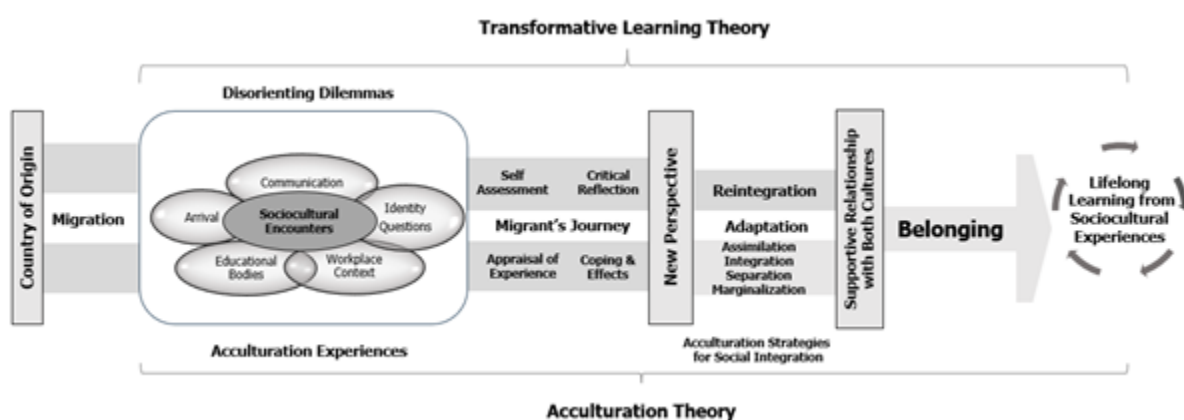 Transformative Learning Theory
Disorienting Dilemmas
Country of Origin
Migration
Communication
Arrival
Sociocultural
Encounters
Identity
Questions
Educational
Bodies
Workplace
Context
Acculturation Experiences
Self
Assessment
Critical
Reflection
Migrant's Journey
Appraisal of
Experience
Coping &
Effects
New Perspective
Reintegration
Adaptation
Assimilation
Integration
Separation
Marginalization
Acculturation Strategies
for Social Integration
Supportive Relationship
with Both Cultures
Belonging
Lifelong
Learning from
Sociocultural
Experiences
Acculturation Theory